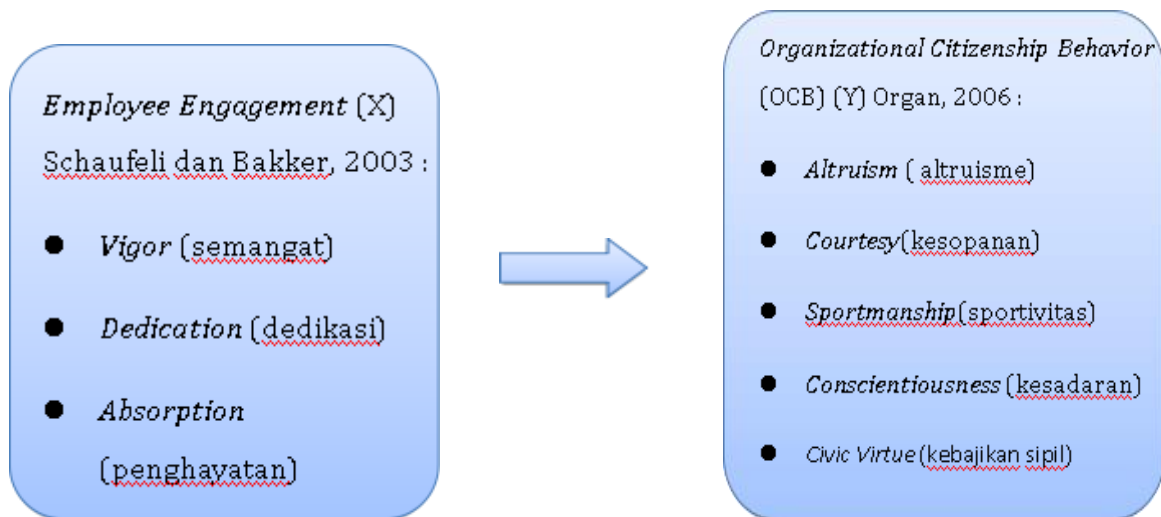 Employee Engagement (X)
Schaufeli dan Bakker, 2003 :
● Vigor (semangat)
● Dedication (dedikasi)
● Absorption
(penghayatan)
Organizational Citizenship Behavior
(OCB) (Y) Organ, 2006 :
● Altruism ( altruisme)
● Courtesy(kesopanan)
● Sportmanship(sportivitas)
● Conscientiousness (kesadaran)
● Civic Virtue (kebajikan sipil)